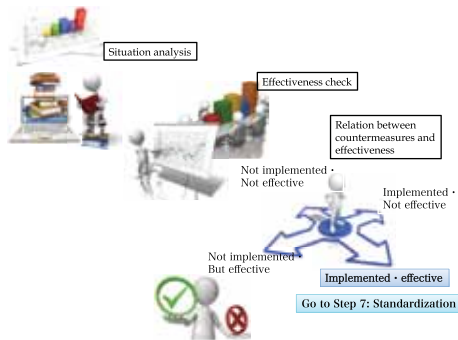 Situation analysis
Effectiveness check
Relation between
countermeasures and
effectiveness
Not implemented・
Not effective
Implemented・
Not effective
Not implemented・
But effective
Implemented・effective
Go to Step 7: Standardization